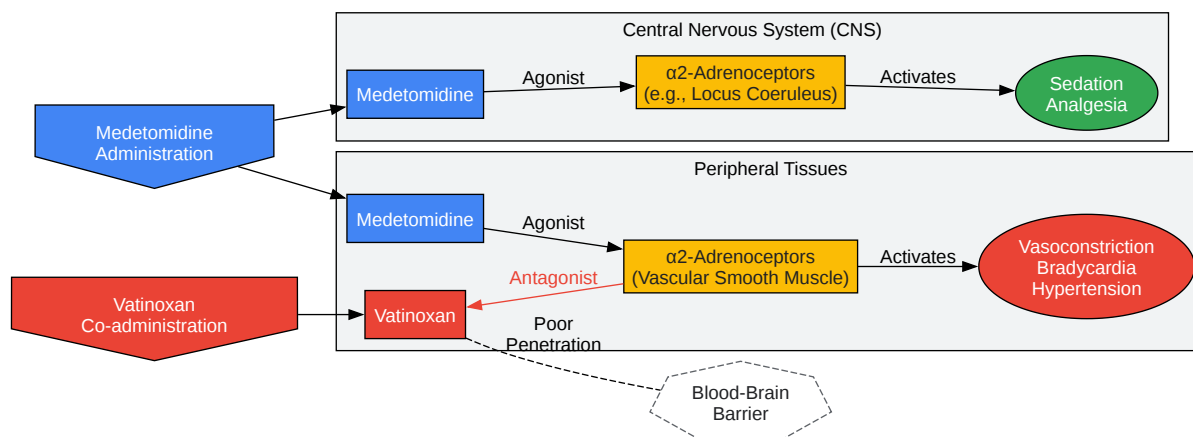 Central Nervous System (CNS)
Medetomidine
Administration
Medetomidine
Agonist
α2-Adrenoceptors
(e.g., Locus Coeruleus)
Activates
Sedation
Analgesia
Peripheral Tissues
Medetomidine
Agonist
α2-Adrenoceptors
(Vascular Smooth Muscle)
Activates
Vasoconstriction
Bradycardia
Hypertension
Antagonist
Vatinoxan
Co-administration
Vatinoxan
Poor
Penetration
Blood-Brain
Barrier